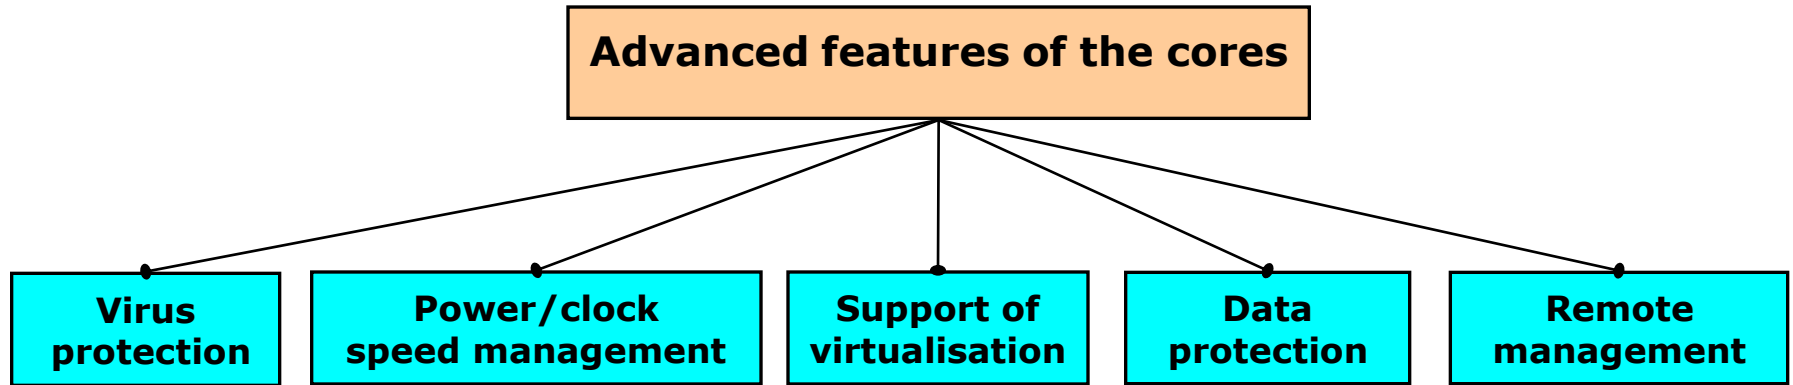 Advanced features of the cores
Virus
protection
Power/clock
speed management
Support of
virtualisation
Data
protection
Remote
management